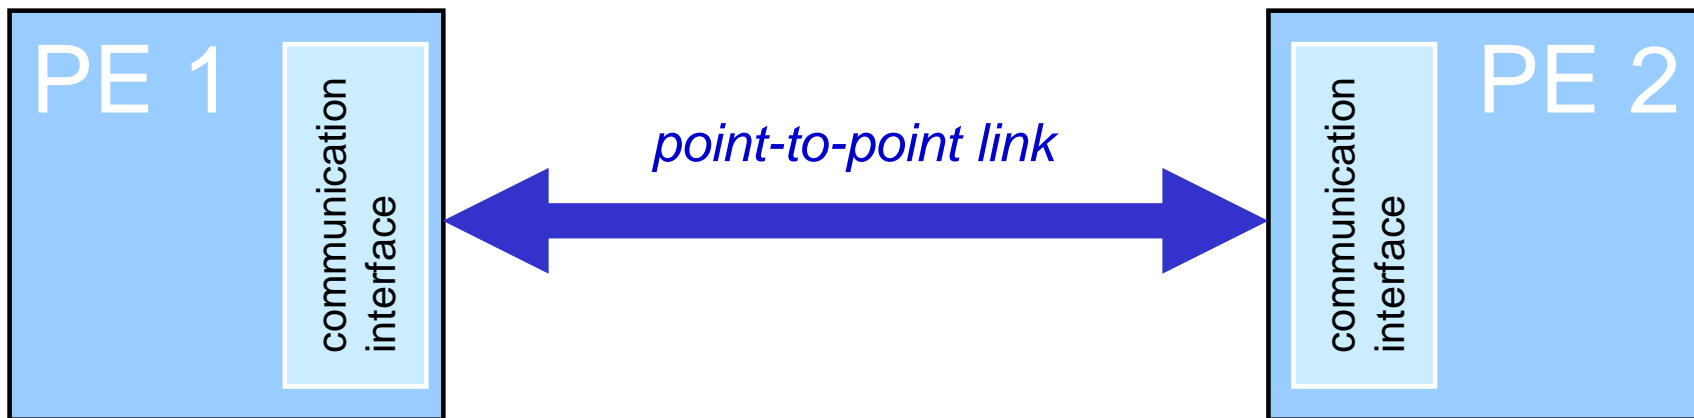 PE 1
communication
interface
point-to-point link
communication
interface
PE 2